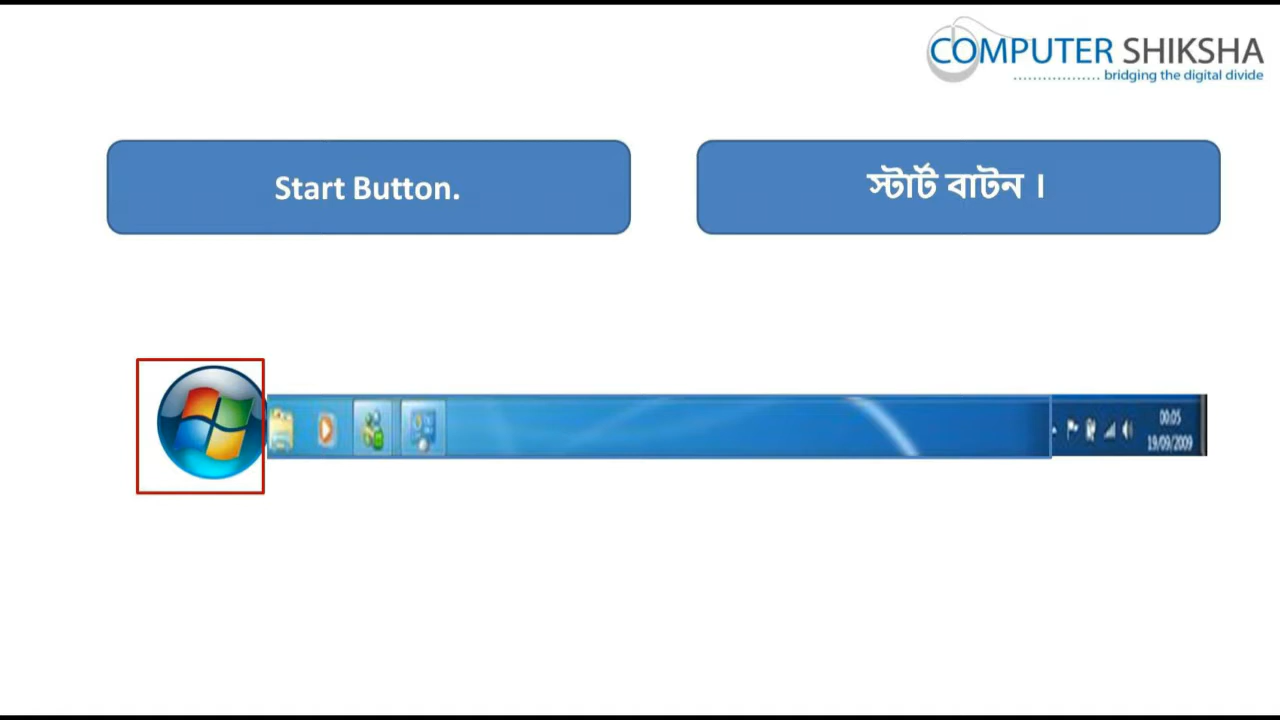 COMPUTER SHIKSHA
bridging the digital divide
Start Button.
স্টার্ট বাটন ।
00:05
19/09/2009